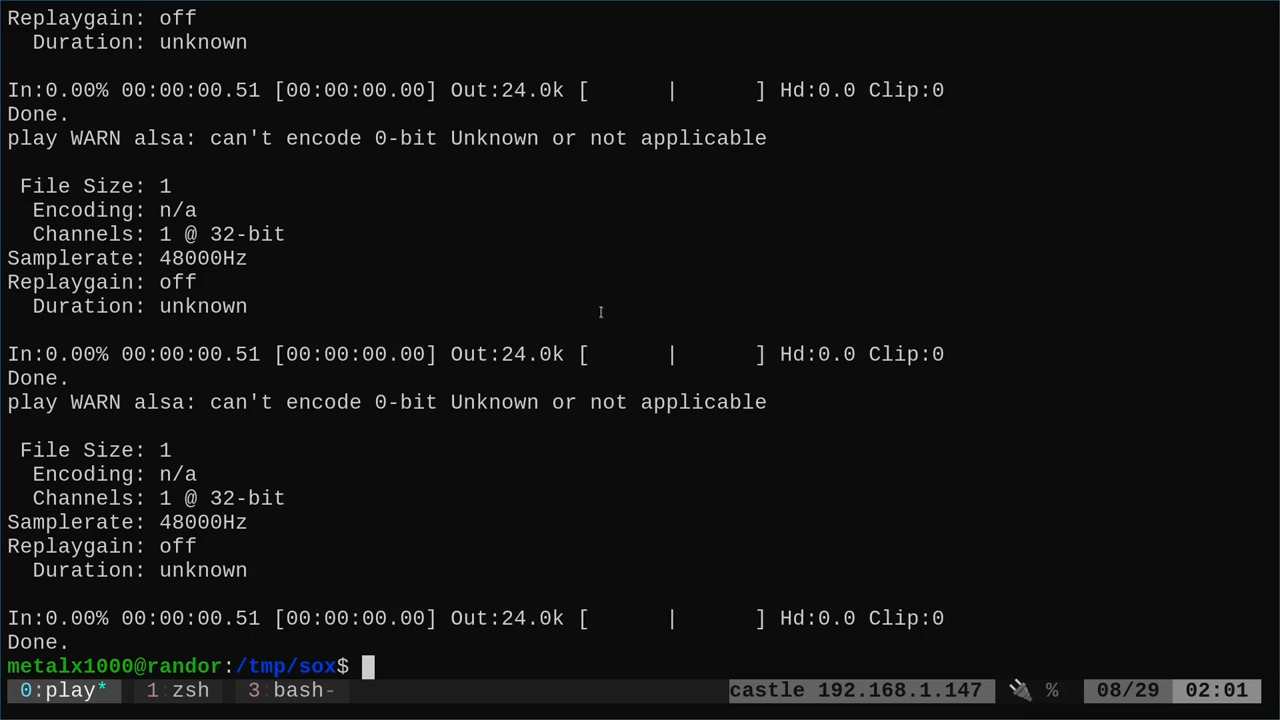 Replaygain: off
  Duration: unknown

In:0.00% 00:00:00.51 [00:00:00.00] Out:24.0k [      |      ] Hd:0.0 Clip:0
Done.
play WARN alsa: can't encode 0-bit Unknown or not applicable

 File Size: 1
  Encoding: n/a
  Channels: 1 @ 32-bit
Samplerate: 48000Hz
Replaygain: off
  Duration: unknown

In:0.00% 00:00:00.51 [00:00:00.00] Out:24.0k [      |      ] Hd:0.0 Clip:0
Done.
play WARN alsa: can't encode 0-bit Unknown or not applicable

 File Size: 1
  Encoding: n/a
  Channels: 1 @ 32-bit
Samplerate: 48000Hz
Replaygain: off
  Duration: unknown

In:0.00% 00:00:00.51 [00:00:00.00] Out:24.0k [      |      ] Hd:0.0 Clip:0
Done.
metalx1000@randor:/tmp/sox$
0:play* 1:zsh 3:bash- castle 192.168.1.147 🔌 % 08/29 02:01